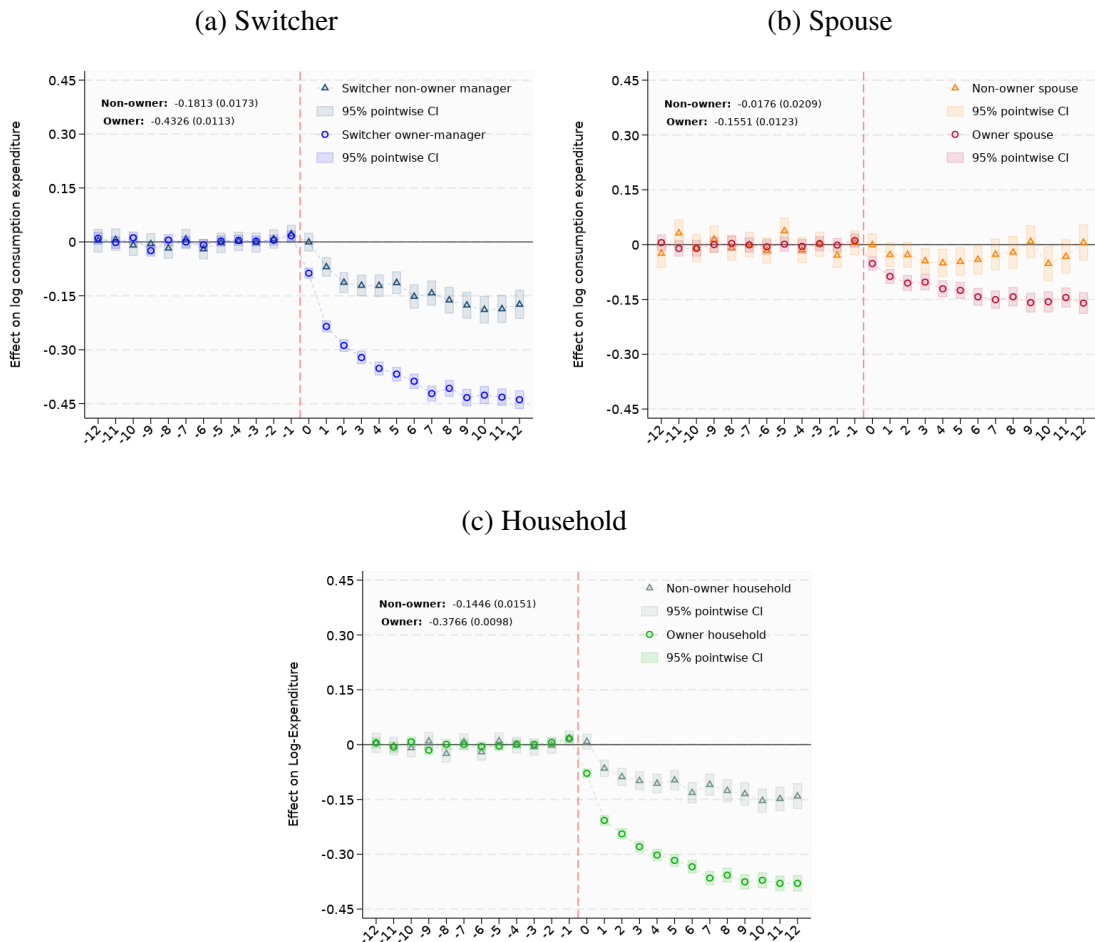 (a) Switcher
Effect on log consumption expenditure
0.45
0.30
0.15
0
-0.15
-0.30
-0.45
Non-owner: -0.1813 (0.0173)
Owner: -0.4326 (0.0113)
Switcher non-owner manager
95% pointwise CI
Switcher owner-manager
95% pointwise CI
-12 -11 -10 -9 -8 -7 -6 -5 -4 -3 -2 -1 0 1 2 3 4 5 6 7 8 9 10 11 12
(b) Spouse
Effect on log consumption expenditure
0.45
0.30
0.15
0
-0.15
-0.30
-0.45
Non-owner: -0.0176 (0.0209)
Owner: -0.1551 (0.0123)
Non-owner spouse
95% pointwise CI
Owner spouse
95% pointwise CI
-12 -11 -10 -9 -8 -7 -6 -5 -4 -3 -2 -1 0 1 2 3 4 5 6 7 8 9 10 11 12
(c) Household
Effect on Log-Expenditure
0.45
0.30
0.15
0
-0.15
-0.30
-0.45
Non-owner: -0.1446 (0.0151)
Owner: -0.3766 (0.0098)
Non-owner household
95% pointwise CI
Owner household
95% pointwise CI
-12 -11 -10 -9 -8 -7 -6 -5 -4 -3 -2 -1 0 1 2 3 4 5 6 7 8 9 10 11 12